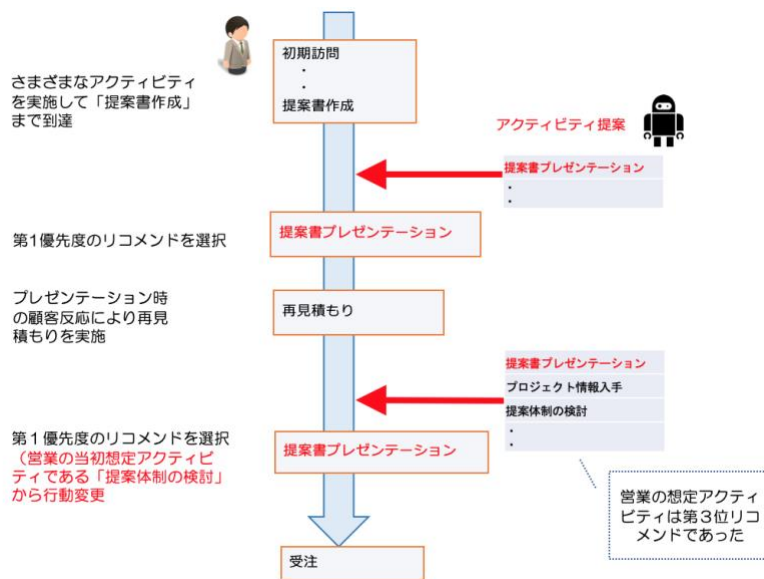 初期訪問
・
・
提案書作成
さまざまなアクティビティ
を実施して「提案書作成」
まで到達
アクティビティ提案
提案書プレゼンテーション
・
・
第1優先度のリコメンドを選択
提案書プレゼンテーション
プレゼンテーション時
の顧客反応により再見
積もりを実施
再見積もり
提案書プレゼンテーション
プロジェクト情報入手
提案体制の検討
・
・
第１優先度のリコメンドを選択
（営業の当初想定アクティビ
ティである「提案体制の検討」
から行動変更
提案書プレゼンテーション
営業の想定アクティ
ビティは第３位リコ
メンドであった
受注